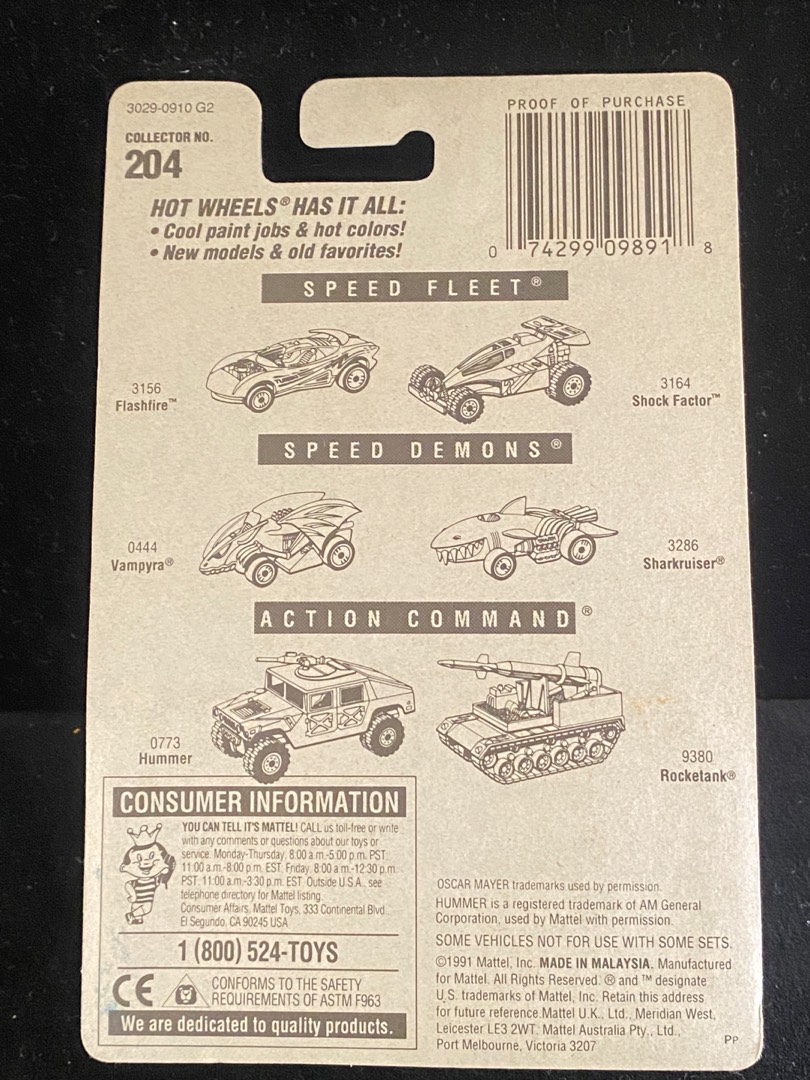 3029-0910 G2
COLLECTOR NO.
204
PROOF OF PURCHASE
0 74299 09891 8
HOT WHEELS® HAS IT ALL:
• Cool paint jobs & hot colors!
• New models & old favorites!
SPEED FLEET®
3156
Flashfire™
3164
Shock Factor™
SPEED DEMONS®
0444
Vampyra®
3286
Sharkruiser®
ACTION COMMAND®
0773
Hummer
9380
Rocketank®
CONSUMER INFORMATION
YOU CAN TELL IT'S MATTEL! CALL us toll-free or write
with any comments or questions about our toys or
service. Monday-Thursday, 8:00 a.m.-5:00 p.m. PST.
11:00 a.m.-8:00 p.m. EST. Friday, 8:00 a.m.-12:30 p.m.
PST, 11:00 a.m.-3:30 p.m. EST. Outside U.S.A., see
telephone directory for Mattel listing.
Consumer Affairs, Mattel Toys, 333 Continental Blvd.
El Segundo, CA 90245 USA
1 (800) 524-TOYS
CE
CONFORMS TO THE SAFETY
REQUIREMENTS OF ASTM F963
We are dedicated to quality products.
OSCAR MAYER trademarks used by permission.
HUMMER is a registered trademark of AM General
Corporation, used by Mattel with permission.
SOME VEHICLES NOT FOR USE WITH SOME SETS.
©1991 Mattel, Inc. MADE IN MALAYSIA. Manufactured
for Mattel. All Rights Reserved. ® and ™ designate
U.S. trademarks of Mattel, Inc. Retain this address
for future reference.Mattel U.K., Ltd., Meridian West,
Leicester LE3 2WT. Mattel Australia Pty., Ltd.,
Port Melbourne, Victoria 3207
PP